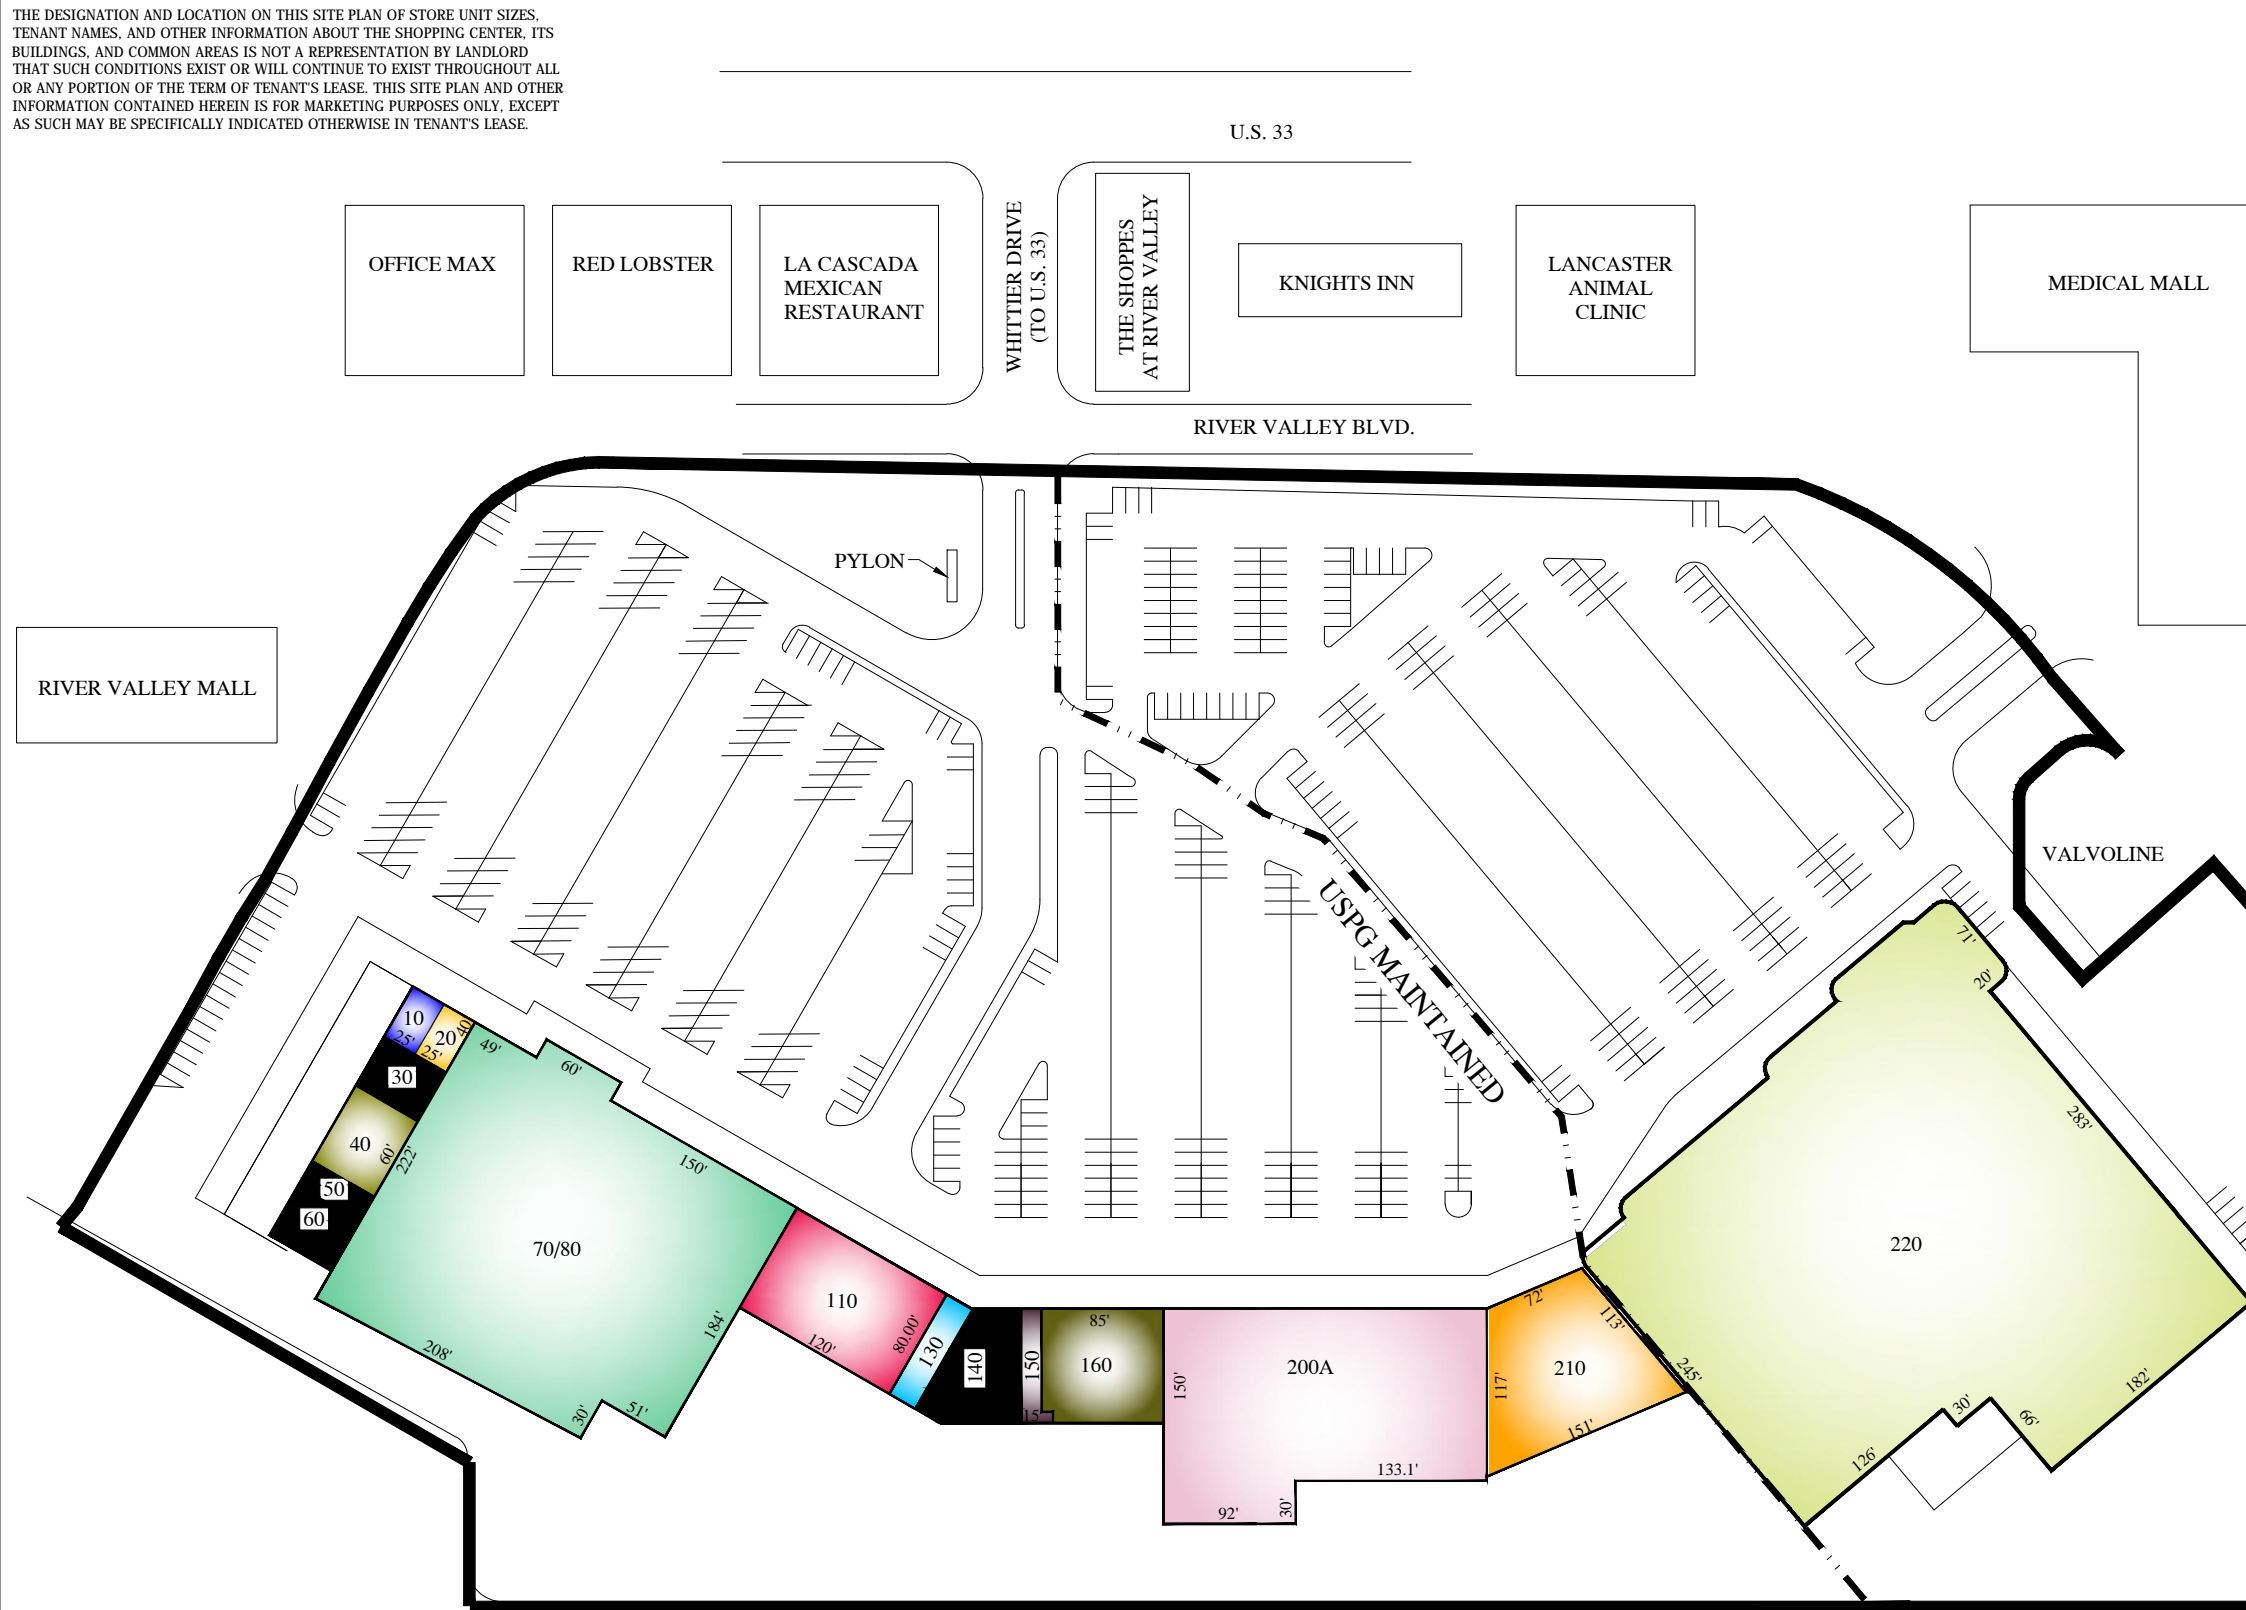 THE DESIGNATION AND LOCATION ON THIS SITE PLAN OF STORE UNIT SIZES,
TENANT NAMES, AND OTHER INFORMATION ABOUT THE SHOPPING CENTER, ITS
BUILDINGS, AND COMMON AREAS IS NOT A REPRESENTATION BY LANDLORD
THAT SUCH CONDITIONS EXIST OR WILL CONTINUE TO EXIST THROUGHOUT ALL
OR ANY PORTION OF THE TERM OF TENANT'S LEASE. THIS SITE PLAN AND OTHER
INFORMATION CONTAINED HEREIN IS FOR MARKETING PURPOSES ONLY, EXCEPT
AS SUCH MAY BE SPECIFICALLY INDICATED OTHERWISE IN TENANT'S LEASE.
U.S. 33
OFFICE MAX
RED LOBSTER
LA CASCADA
MEXICAN
RESTAURANT
WHITTIER DRIVE
(TO U.S. 33)
THE SHOPPES
AT RIVER VALLEY
KNIGHTS INN
LANCASTER
ANIMAL
CLINIC
MEDICAL MALL
RIVER VALLEY BLVD.
PYLON
RIVER VALLEY MALL
VALVOLINE
USPG MAINTAINED
10
25'
20
40'
25'
30
40
60'
222'
50
60
49'
60'
150'
70/80
184'
208'
30'
51'
110
120'
80.00'
130
140
150
15'
85'
160
150'
200A
133.1'
92'
30'
72'
113'
117'
210
151'
245'
71'
20'
283'
220
182'
30'
66'
126'